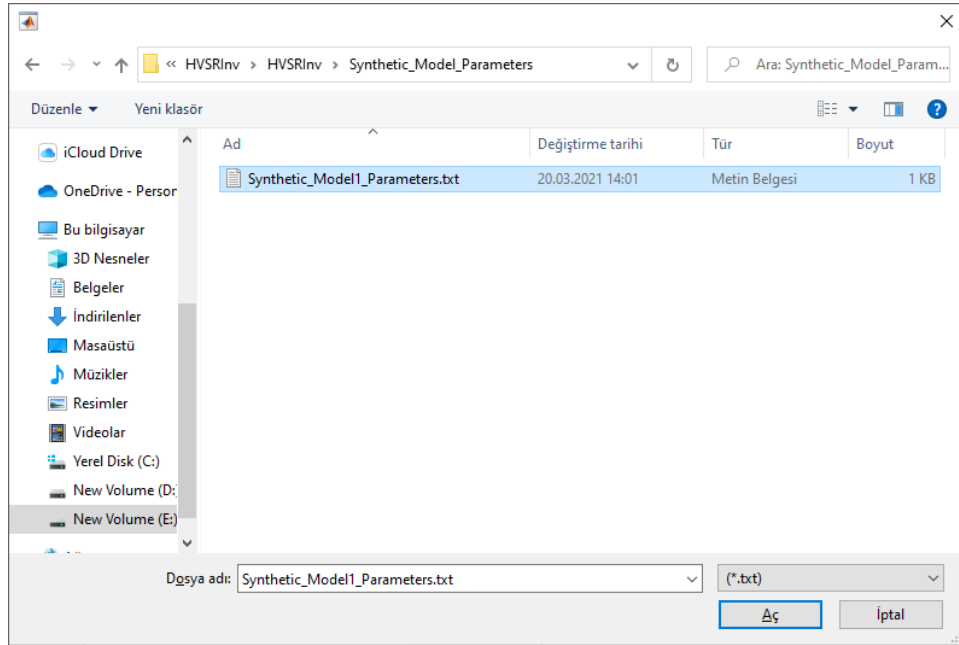 « HVSRInv › HVSRInv › Synthetic_Model_Parameters
Ara: Synthetic_Model_Param...
Düzenle
Yeni klasör
Ad
Değiştirme tarihi
Tür
Boyut
Synthetic_Model1_Parameters.txt
20.03.2021 14:01
Metin Belgesi
1 KB
iCloud Drive
OneDrive - Person
Bu bilgisayar
3D Nesneler
Belgeler
İndirilenler
Masaüstü
Müzikler
Resimler
Videolar
Yerel Disk (C:)
New Volume (D:
New Volume (E:)
Dosya adı:
Synthetic_Model1_Parameters.txt
(*.txt)
Aç
İptal